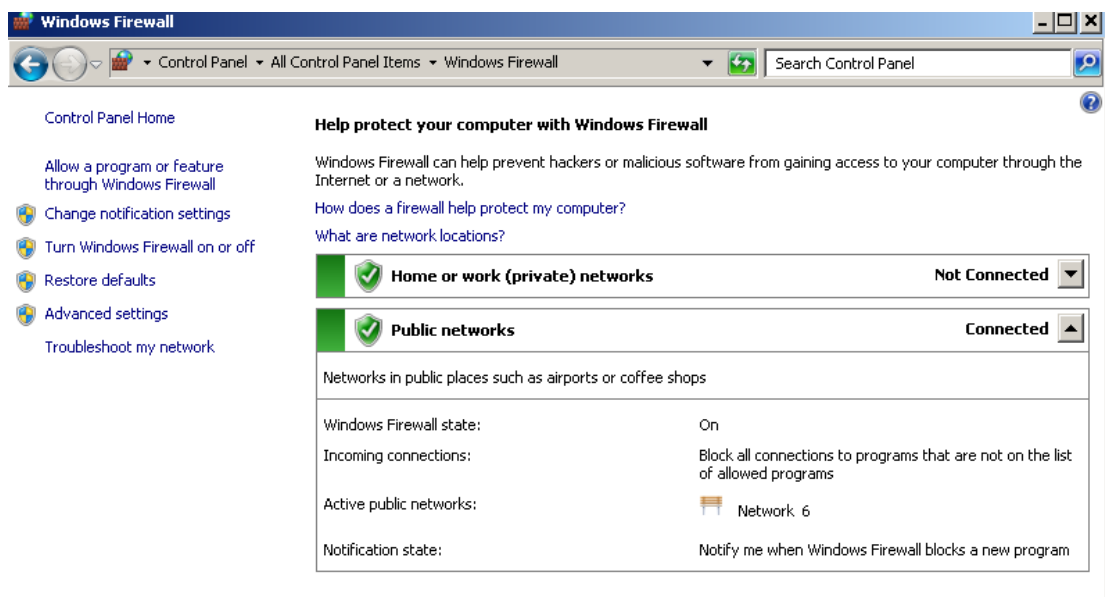 Windows Firewall
Control Panel All Control Panel Items Windows Firewall Search Control Panel
Control Panel Home
Allow a program or feature
through Windows Firewall
Change notification settings
Turn Windows Firewall on or off
Restore defaults
Advanced settings
Troubleshoot my network
Help protect your computer with Windows Firewall
Windows Firewall can help prevent hackers or malicious software from gaining access to your computer through the
Internet or a network.
How does a firewall help protect my computer?
What are network locations?
Home or work (private) networks Not Connected
Public networks Connected
Networks in public places such as airports or coffee shops
Windows Firewall state: On
Incoming connections: Block all connections to programs that are not on the list
of allowed programs
Active public networks: Network 6
Notification state: Notify me when Windows Firewall blocks a new program